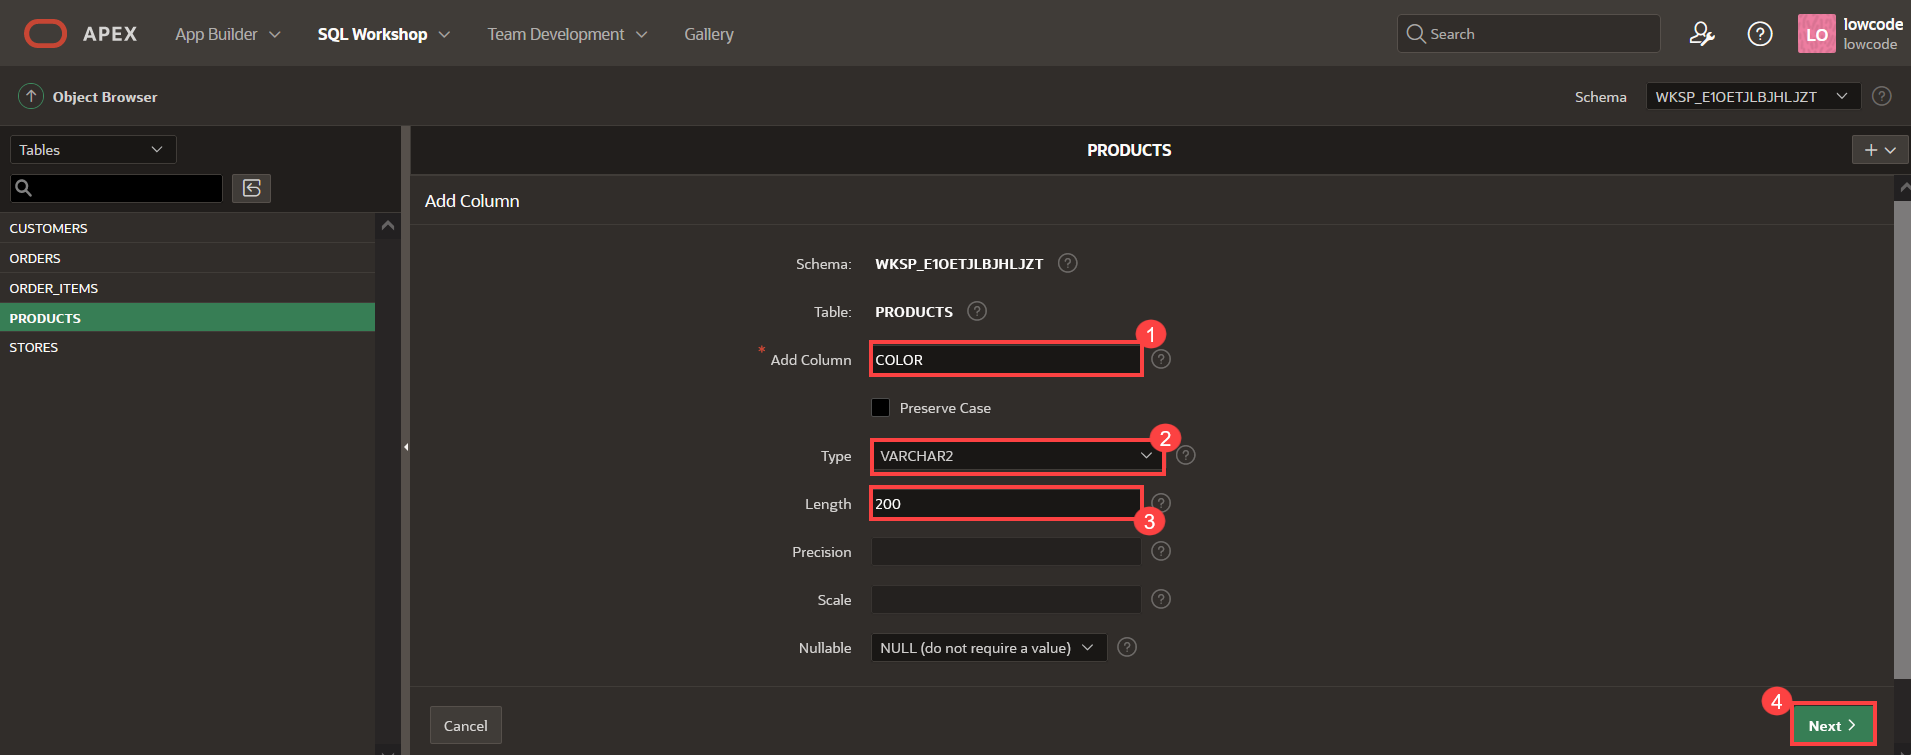 APEX App Builder SQL Workshop Team Development Gallery Search LO lowcode
lowcode
Object Browser Schema WKSP_E1OETJLBJHLJZT
Tables
PRODUCTS
Add Column
CUSTOMERS
ORDERS
ORDER_ITEMS
PRODUCTS
STORES
Schema: WKSP_E1OETJLBJHLJZT
Table: PRODUCTS
1
* Add Column COLOR
Preserve Case
2
Type VARCHAR2
Length 200
3
Precision
Scale
Nullable NULL (do not require a value)
4
Cancel Next